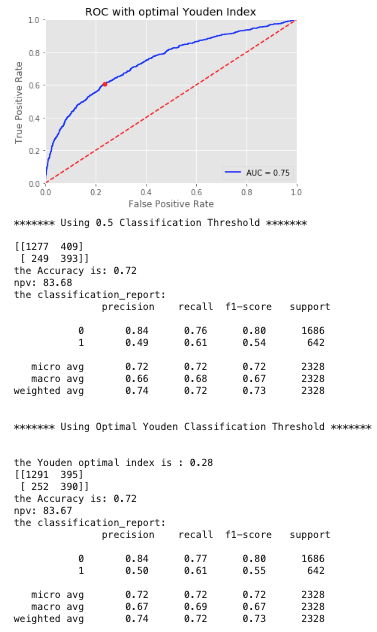 ROC with optimal Youden Index
1.0
0.8
0.6
0.4
0.2
0.0
True Positive Rate
0.0 0.2 0.4 0.6 0.8 1.0
False Positive Rate
AUC = 0.75
******* Using 0.5 Classification Threshold *******
[[1277 409]
[ 249 393]]
the Accuracy is: 0.72
npv: 83.68
the classification_report:
precision recall f1-score support
0 0.84 0.76 0.80 1686
1 0.49 0.61 0.54 642
micro avg 0.72 0.72 0.72 2328
macro avg 0.66 0.68 0.67 2328
weighted avg 0.74 0.72 0.73 2328
******* Using Optimal Youden Classification Threshold *******
the Youden optimal index is : 0.28
[[1291 395]
[ 252 390]]
the Accuracy is: 0.72
npv: 83.67
the classification_report:
precision recall f1-score support
0 0.84 0.77 0.80 1686
1 0.50 0.61 0.55 642
micro avg 0.72 0.72 0.72 2328
macro avg 0.67 0.69 0.67 2328
weighted avg 0.74 0.72 0.73 2328